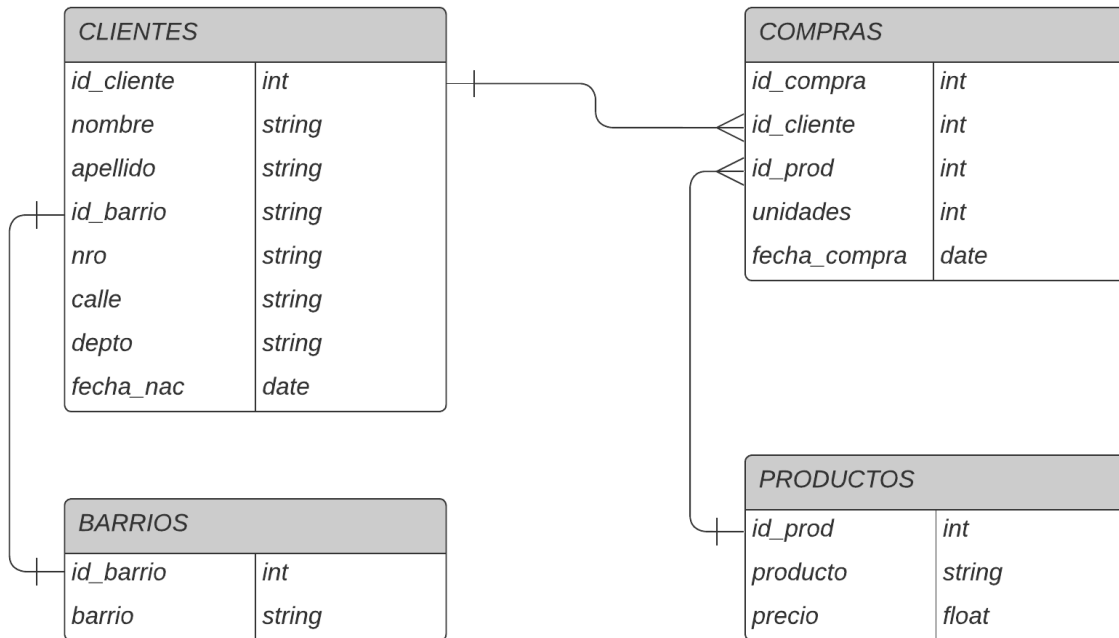 CLIENTES
id_cliente int
nombre string
apellido string
id_barrio string
nro string
calle string
depto string
fecha_nac date
COMPRAS
id_compra int
id_cliente int
id_prod int
unidades int
fecha_compra date
BARRIOS
id_barrio int
barrio string
PRODUCTOS
id_prod int
producto string
precio float